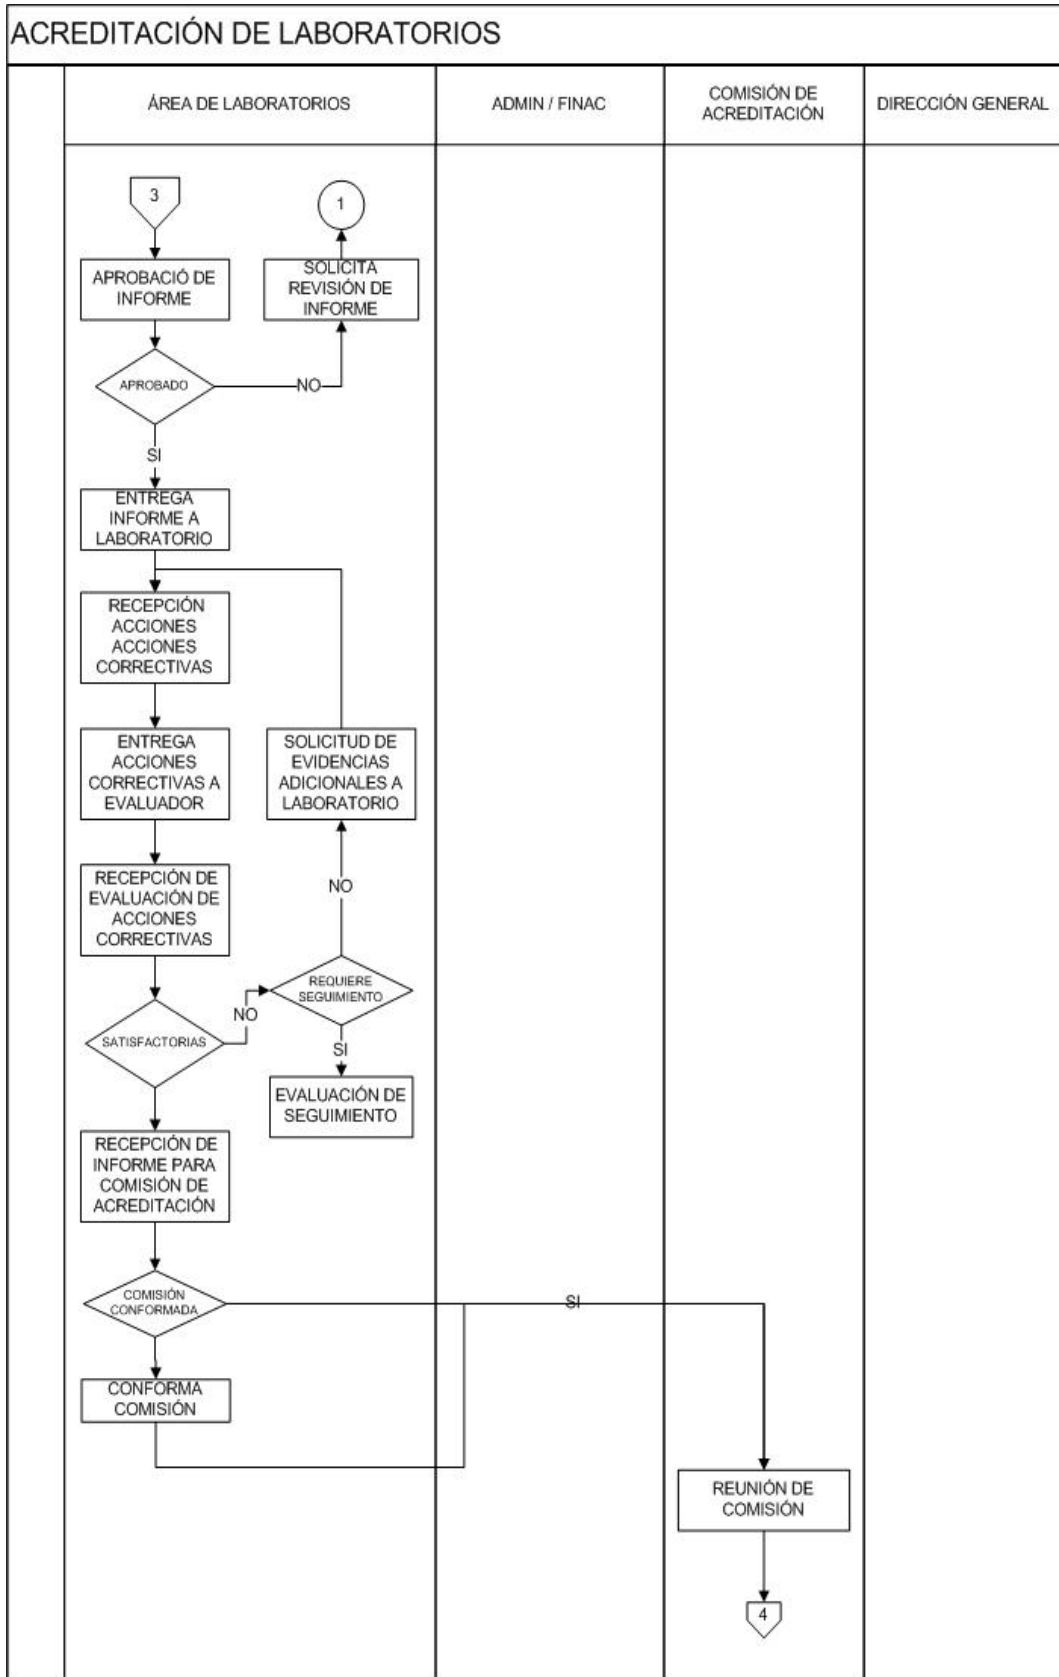 ACREDITACIÓN DE LABORATORIOS
ÁREA DE LABORATORIOS
ADMIN / FINAC
COMISIÓN DE
ACREDITACIÓN
DIRECCIÓN GENERAL
3
1
APROBACIÓ DE
INFORME
SOLICITA
REVISIÓN DE
INFORME
APROBADO
NO
SI
ENTREGA
INFORME A
LABORATORIO
RECEPCIÓN
ACCIONES
ACCIONES
CORRECTIVAS
ENTREGA
ACCIONES
CORRECTIVAS A
EVALUADOR
SOLICITUD DE
EVIDENCIAS
ADICIONALES A
LABORATORIO
RECEPCIÓN DE
EVALUACIÓN DE
ACCIONES
CORRECTIVAS
NO
REQUIERE
SEGUIMIENTO
NO
SATISFACTORIAS
SI
EVALUACIÓN DE
SEGUIMIENTO
RECEPCIÓN DE
INFORME PARA
COMISIÓN DE
ACREDITACIÓN
COMISIÓN
CONFORMADA
SI
CONFORMA
COMISIÓN
REUNIÓN DE
COMISIÓN
4